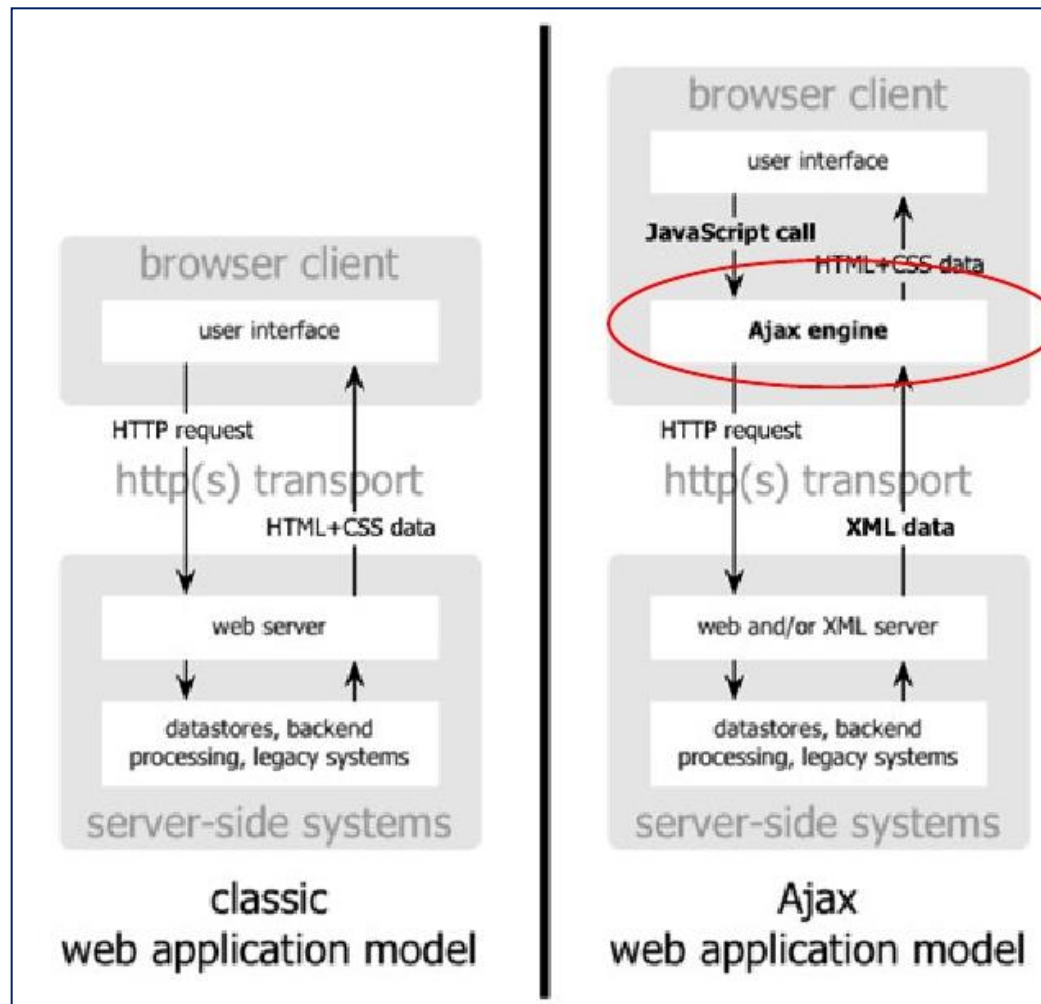 browser client
user interface
HTTP request
http(s) transport
HTML+CSS data
web server
datastores, backend
processing, legacy systems
server-side systems
classic
web application model
browser client
user interface
JavaScript call
HTML+CSS data
Ajax engine
HTTP request
http(s) transport
XML data
web and/or XML server
datastores, backend
processing, legacy systems
server-side systems
Ajax
web application model